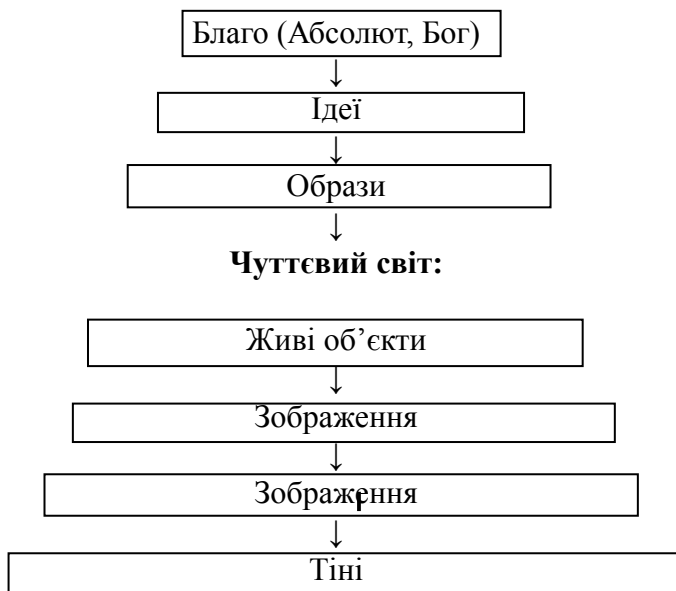 Благо (Абсолют, Бог)
↓
Ідеї
↓
Образи
↓
Чуттєвий світ:
Живі об’єкти
↓
Зображення
↓
Зображення
↓
Тіні